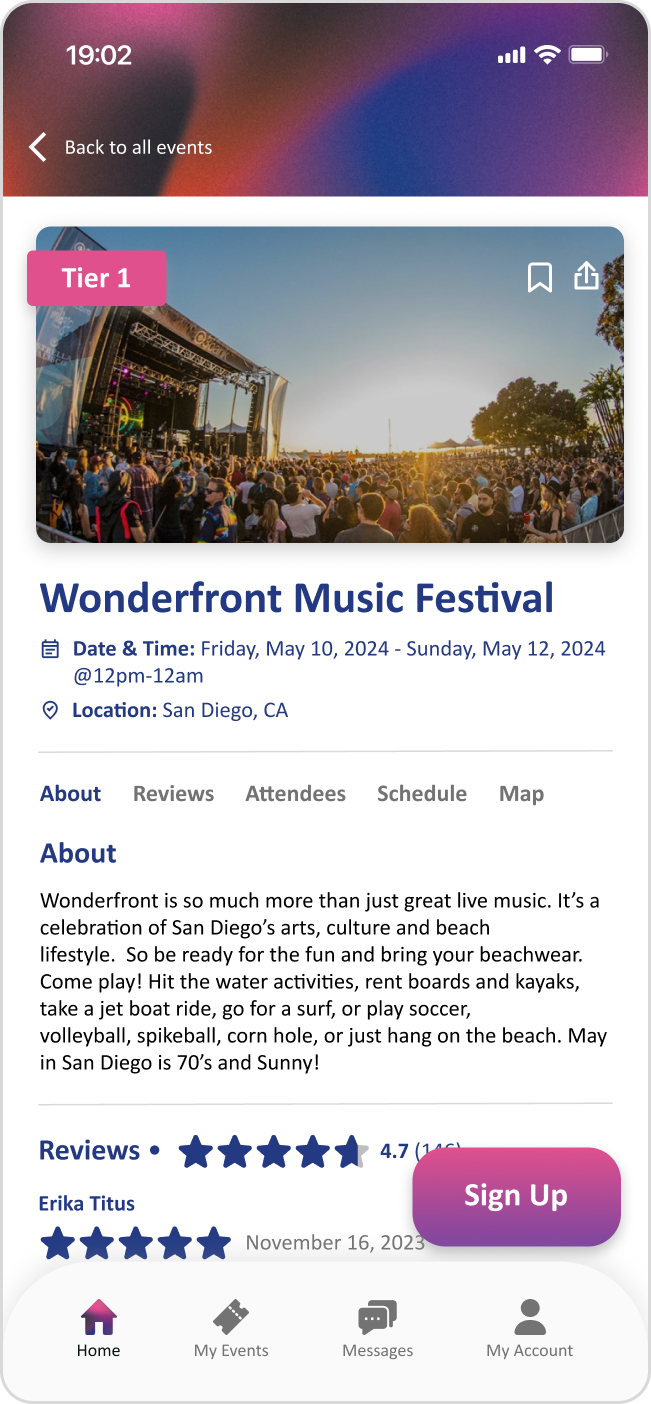 19:02
Back to all events
Tier 1
Wonderfront Music Festival
Date & Time: Friday, May 10, 2024 - Sunday, May 12, 2024
@12pm-12am
Location: San Diego, CA
About Reviews Attendees Schedule Map
About
Wonderfront is so much more than just great live music. It’s a
celebration of San Diego’s arts, culture and beach
lifestyle.  So be ready for the fun and bring your beachwear.
Come play! Hit the water activities, rent boards and kayaks,
take a jet boat ride, go for a surf, or play soccer,
volleyball, spikeball, corn hole, or just hang on the beach. May
in San Diego is 70’s and Sunny!
Reviews • 4.7
Sign Up
Erika Titus
November 16, 2023
Home My Events Messages My Account